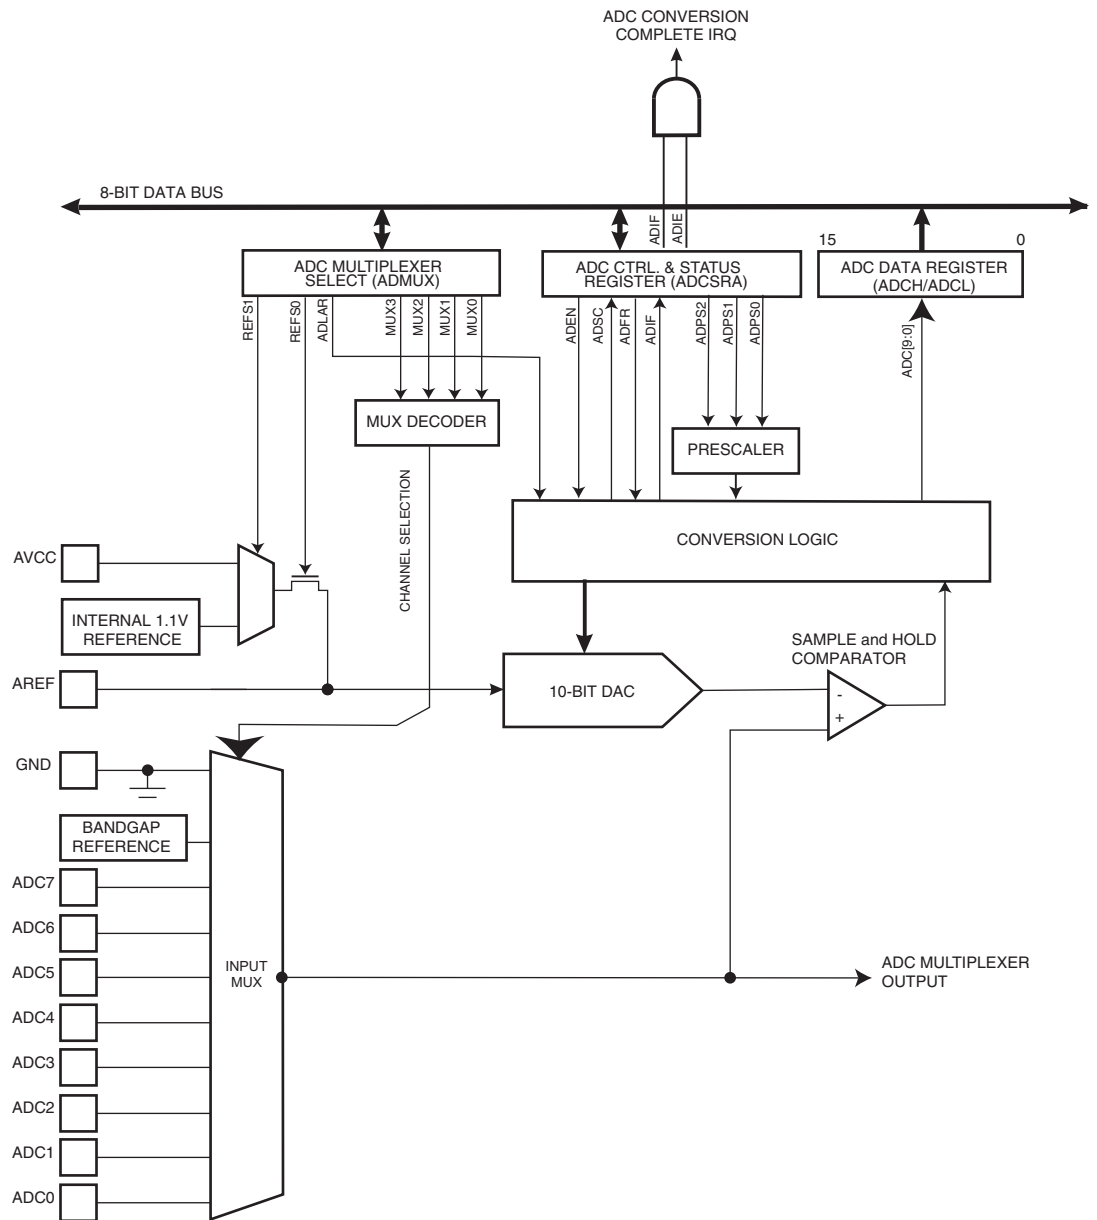 ADC CONVERSION
COMPLETE IRQ
8-BIT DATA BUS
ADIF
ADIE
15
0
ADC MULTIPLEXER
SELECT (ADMUX)
ADC CTRL. & STATUS
REGISTER (ADCSRA)
ADC DATA REGISTER
(ADCH/ADCL)
REFS1
REFS0
ADLAR
MUX3
MUX2
MUX1
MUX0
ADEN
ADSC
ADFR
ADIF
ADPS2
ADPS1
ADPS0
ADC[9:0]
MUX DECODER
PRESCALER
CHANNEL SELECTION
CONVERSION LOGIC
AVCC
INTERNAL 1.1V
REFERENCE
SAMPLE and HOLD
COMPARATOR
AREF
10-BIT DAC
-
+
GND
BANDGAP
REFERENCE
ADC7
ADC6
ADC5
INPUT
MUX
ADC MULTIPLEXER
OUTPUT
ADC4
ADC3
ADC2
ADC1
ADC0